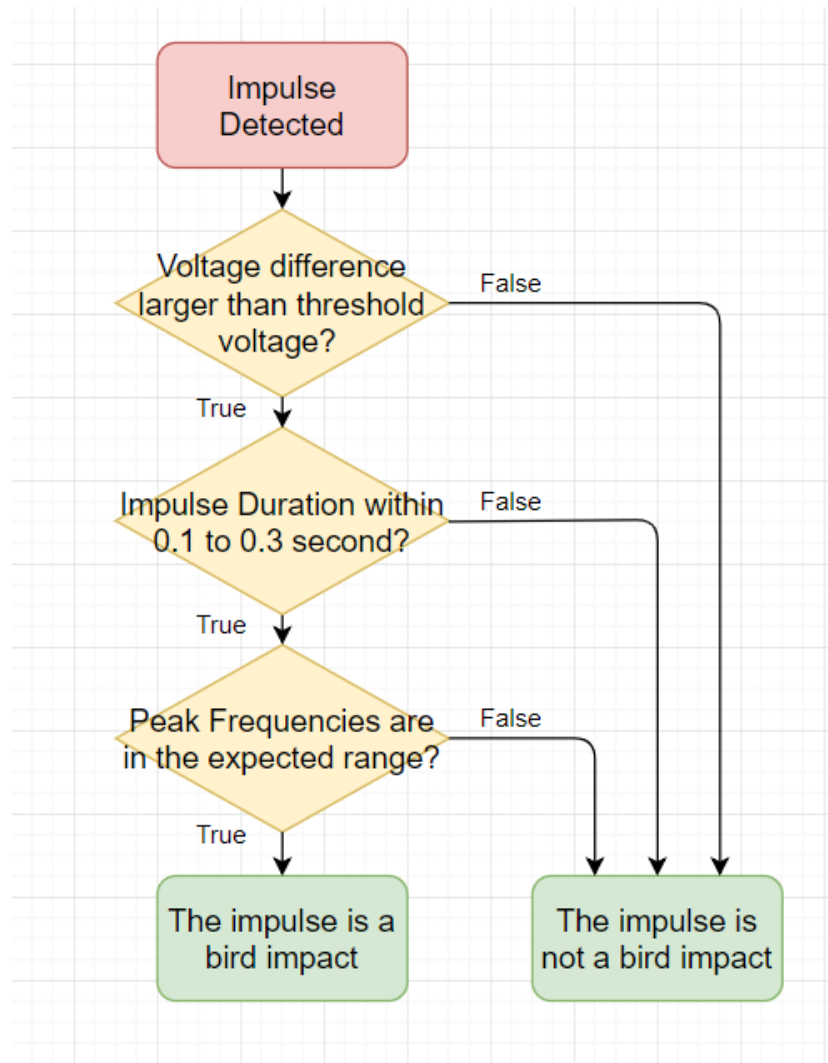 Impulse
Detected
Voltage difference
larger than threshold
voltage?
False
True
Impulse Duration within
0.1 to 0.3 second?
False
True
Peak Frequencies are
in the expected range?
False
True
The impulse is a
bird impact
The impulse is
not a bird impact